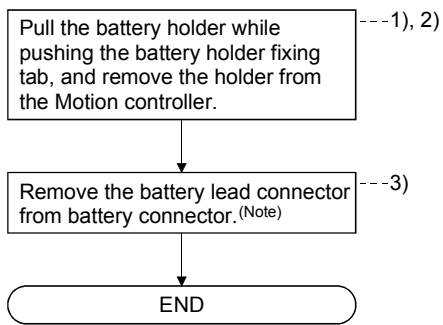 Pull the battery holder while
pushing the battery holder fixing
tab, and remove the holder from
the Motion controller.
---1), 2)
Remove the battery lead connector
from battery connector.(Note)
---3)
END